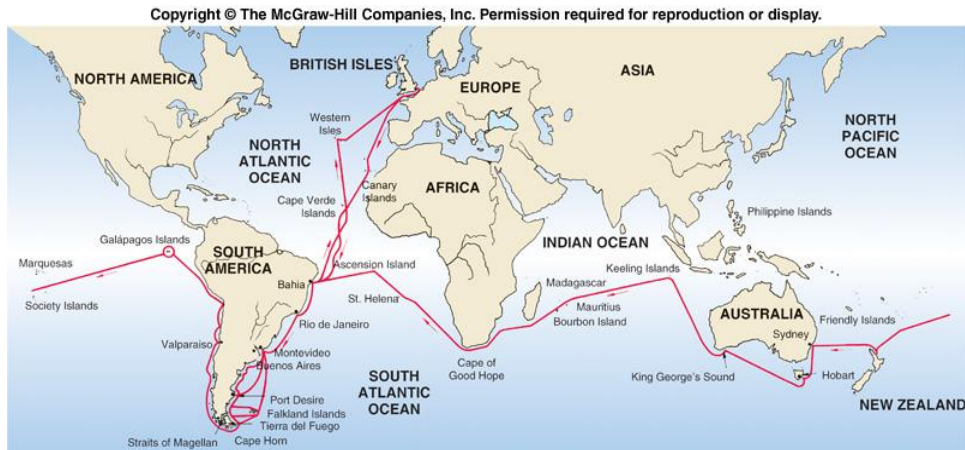 Copyright © The McGraw-Hill Companies, Inc. Permission required for reproduction or display.
NORTH AMERICA
BRITISH ISLES
EUROPE
ASIA
Western
Isles
NORTH
ATLANTIC
OCEAN
NORTH
PACIFIC
OCEAN
Canary
Islands
AFRICA
Cape Verde
Islands
Philippine Islands
Galápagos Islands
SOUTH
AMERICA
INDIAN OCEAN
Marquesas
Ascension Island
Keeling Islands
Bahia
Madagascar
Society Islands
St. Helena
Mauritius
Bourbon Island
AUSTRALIA
Friendly Islands
Rio de Janeiro
Sydney
Valparaiso
Montevideo
Buenos Aires
Cape of
Good Hope
King George's Sound
Hobart
SOUTH
ATLANTIC
OCEAN
Port Desire
Falkland Islands
Tierra del Fuego
NEW ZEALAND
Straits of Magellan
Cape Horn